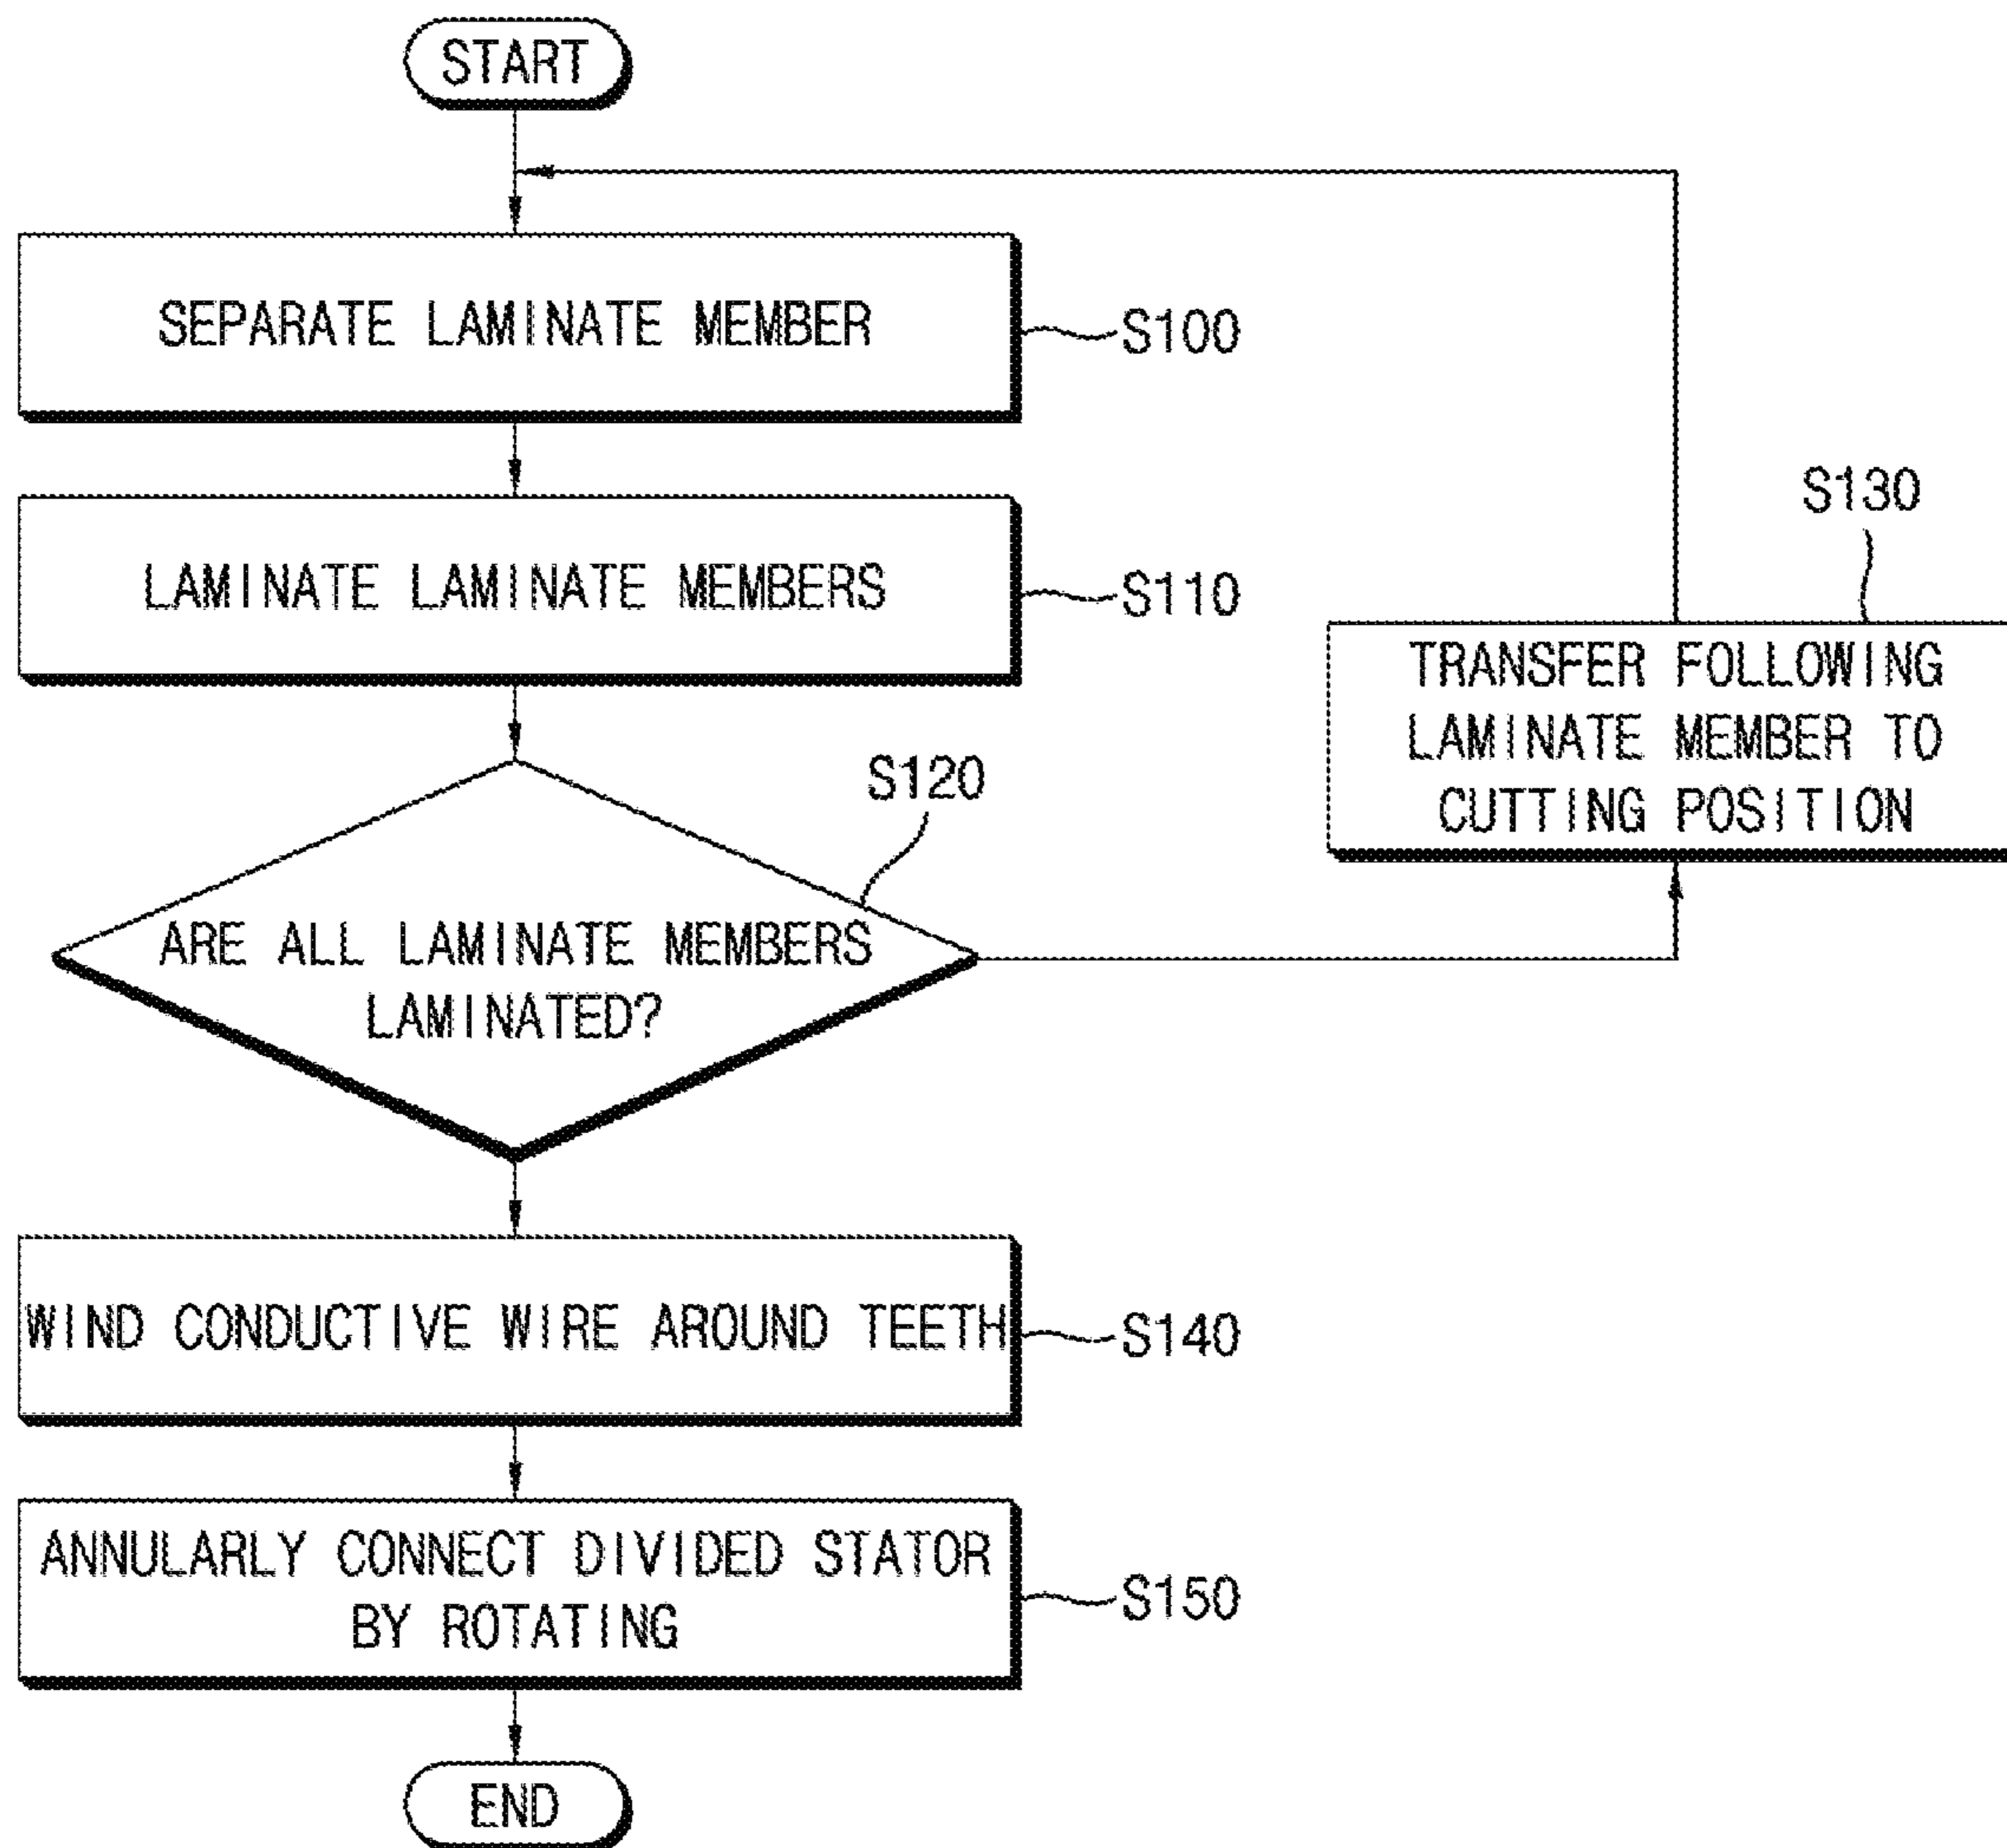 START
SEPARATE LAMINATE MEMBER
S100
LAMINATE LAMINATE MEMBERS
S110
S120
ARE ALL LAMINATE MEMBERS
LAMINATED?
S130
TRANSFER FOLLOWING
LAMINATE MEMBER TO
CUTTING POSITION
WIND CONDUCTIVE WIRE AROUND TEETH
S140
ANNULARLY CONNECT DIVIDED STATOR
BY ROTATING
S150
END